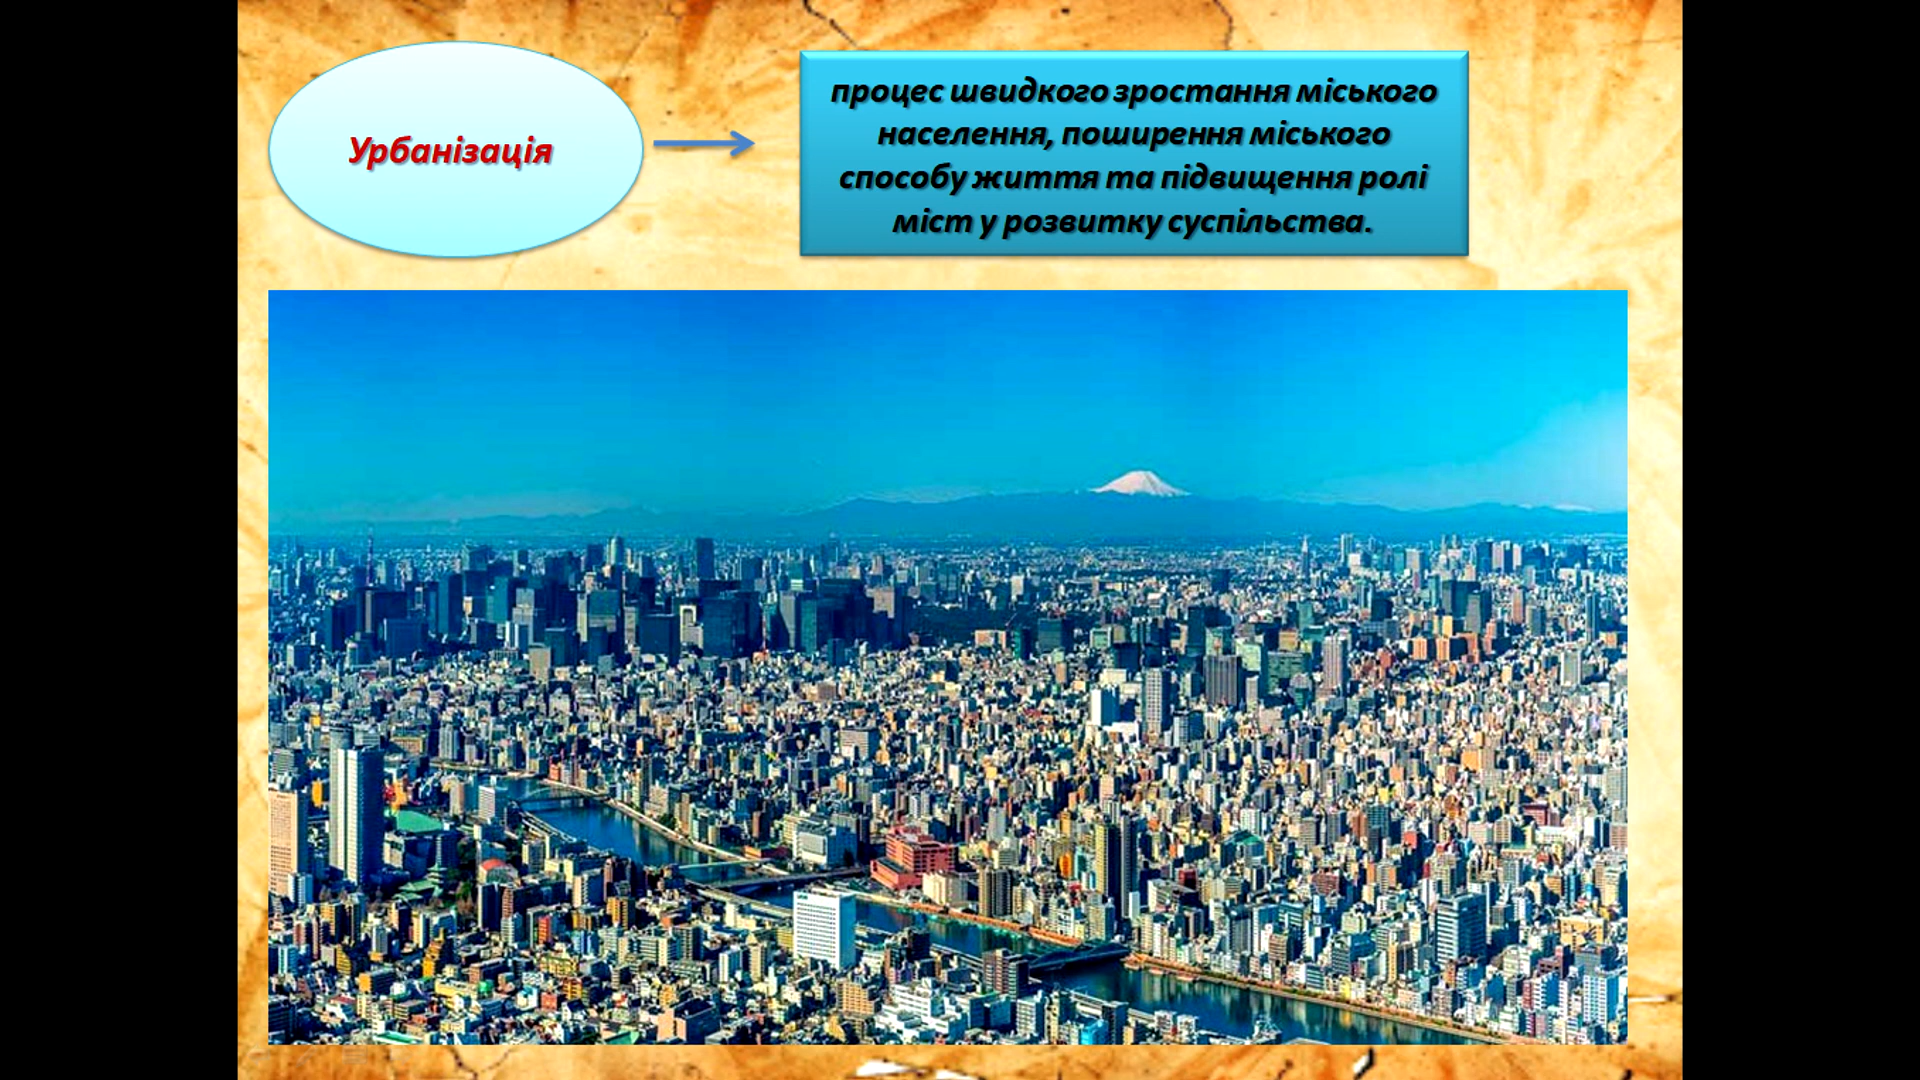 Урбанізація
процес швидкого зростання міського
населення, поширення міського
способу життя та підвищення ролі
міст у розвитку суспільства.